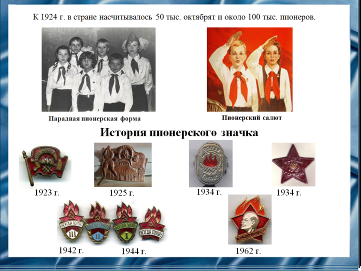 К 1924 г. в стране насчитывалось 50 тыс. октябрят и около 100 тыс. пионеров.
Парадная пионерская форма
Пионерский салют
История пионерского значка
1923 г.
1925 г.
1934 г.
1934 г.
1942 г.
1944 г.
1962 г.